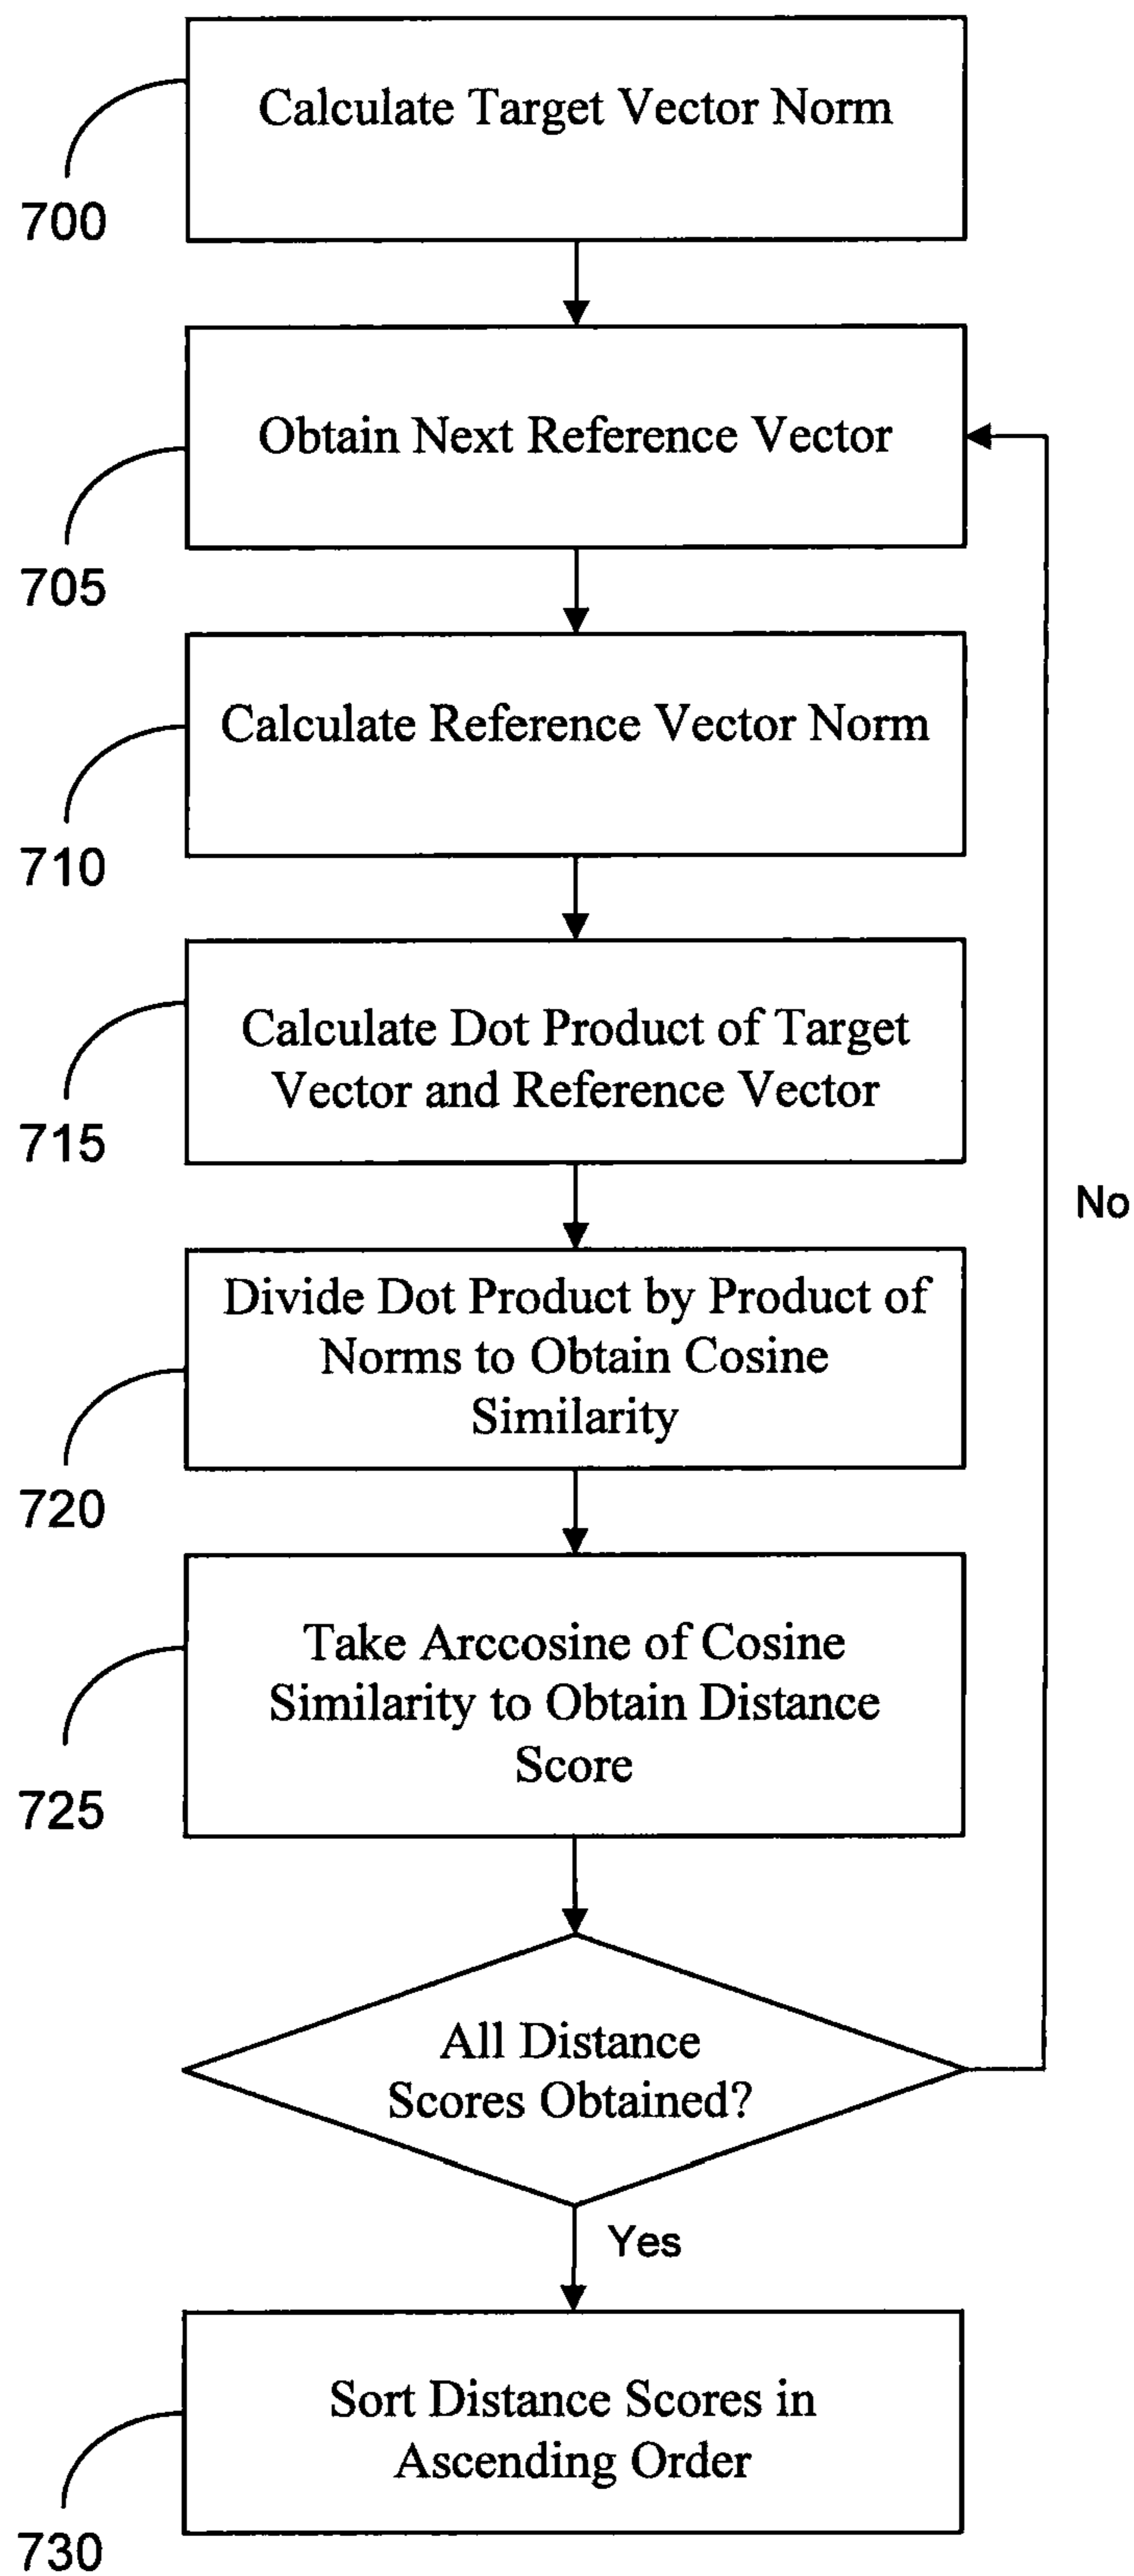 Calculate Target Vector Norm
700
Obtain Next Reference Vector
705
Calculate Reference Vector Norm
710
Calculate Dot Product of Target
Vector and Reference Vector
715
No
Divide Dot Product by Product of
Norms to Obtain Cosine
Similarity
720
Take Arccosine of Cosine
Similarity to Obtain Distance
Score
725
All Distance
Scores Obtained?
Yes
Sort Distance Scores in
Ascending Order
730